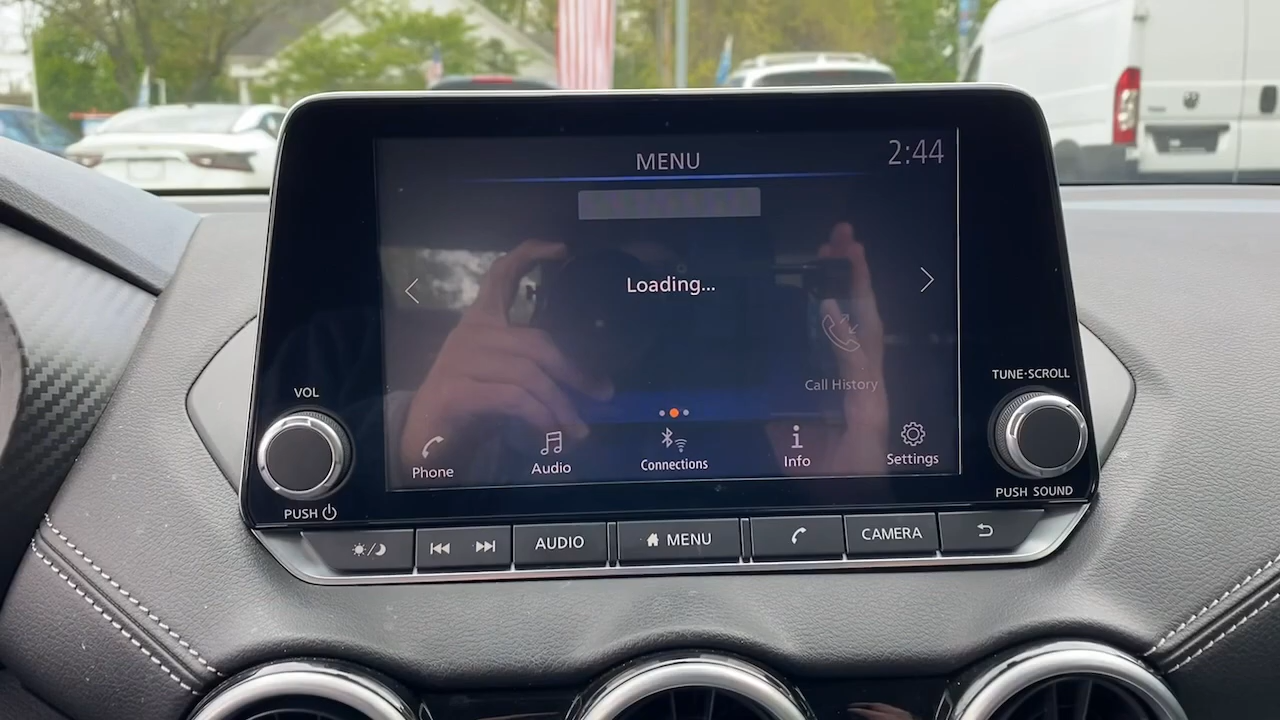 MENU
2:44
Loading...
Call History
Phone
Audio
Connections
Info
Settings
VOL
PUSH
TUNE·SCROLL
PUSH SOUND
AUDIO
MENU
CAMERA